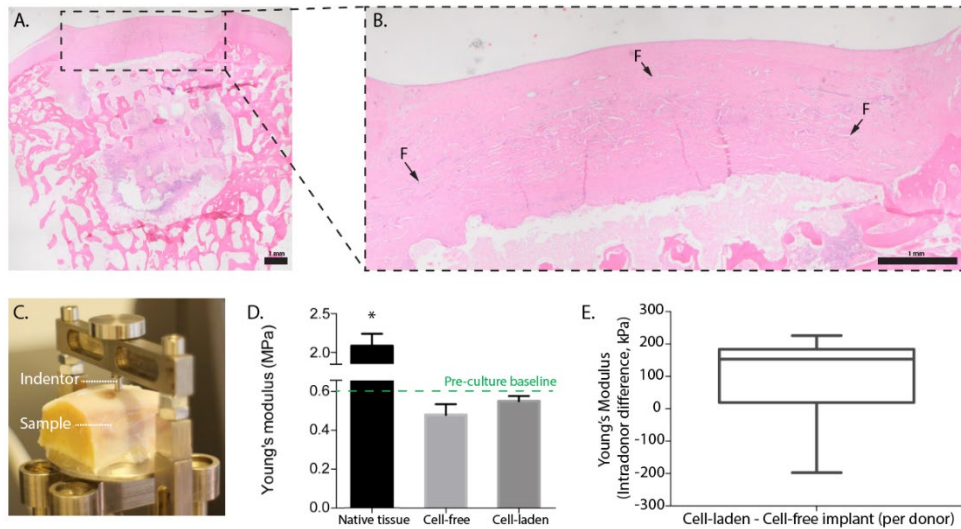 A.
1 mm
B.
F
F
F
1 mm
C.
Indentor
Sample
D.
Young's modulus (MPa)
2.5
2.0
0.6
0.4
0.2
0.0
*
Pre-culture baseline
Native tissue
Cell-free
Cell-laden
E.
Young's Modulus
(Intradonor difference, kPa)
300
200
100
0
-100
-200
-300
Cell-laden - Cell-free implant (per donor)